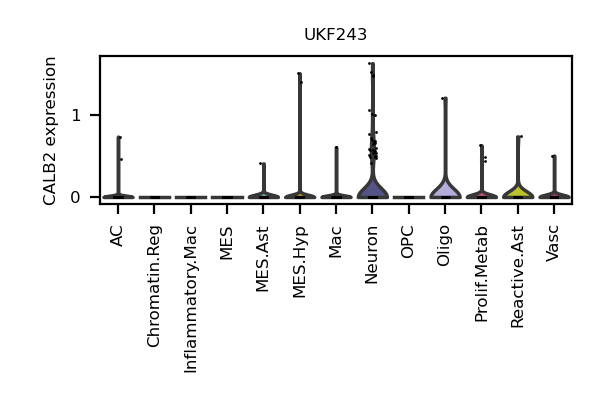 UKF243
CALB2 expression
1
0
AC
Chromatin.Reg
Inflammatory.Mac
MES
MES.Ast
MES.Hyp
Mac
Neuron
OPC
Oligo
Prolif.Metab
Reactive.Ast
Vasc